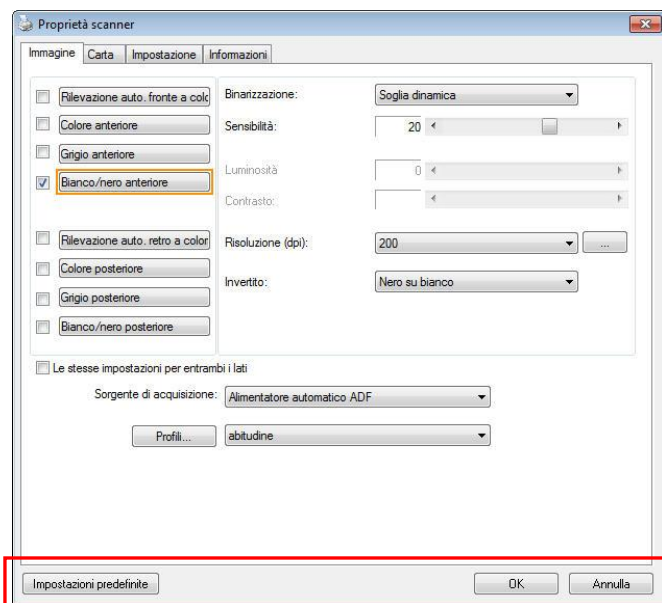 Proprietà scanner
Immagine Carta Impostazione Informazioni
Rilevazione auto. fronte a colc Binarizzazione: Soglia dinamica
Colore anteriore Sensibilità: 20
Grigio anteriore
Bianco/nero anteriore Luminosità 0
Contrasto:
Rilevazione auto. retro a color Risoluzione (dpi): 200 ...
Colore posteriore Invertito: Nero su bianco
Grigio posteriore
Bianco/nero posteriore
Le stesse impostazioni per entrambi i lati
Sorgente di acquisizione: Alimentatore automatico ADF
Profili... abitudine
Impostazioni predefinite OK Annulla